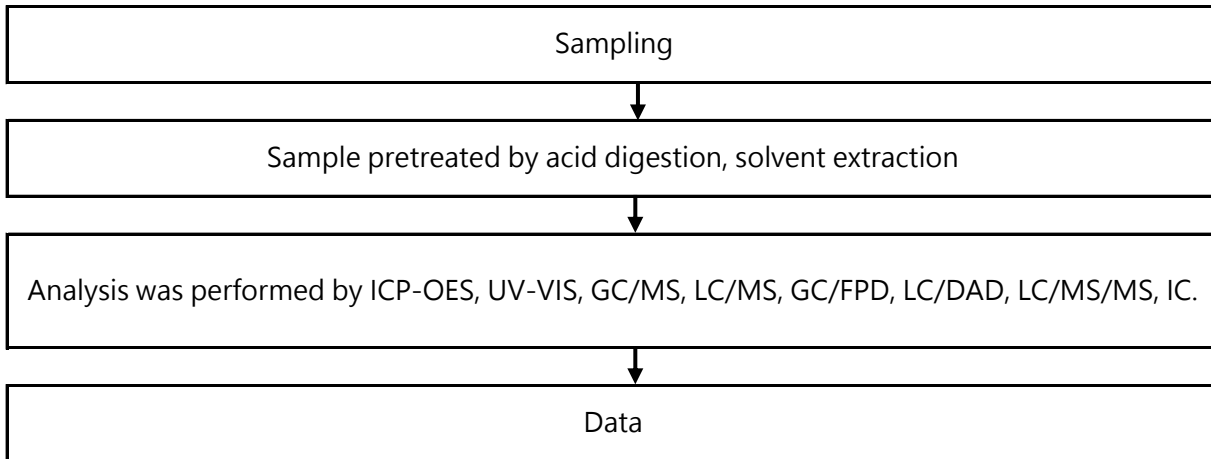 Sampling
Sample pretreated by acid digestion, solvent extraction
Analysis was performed by ICP-OES, UV-VIS, GC/MS, LC/MS, GC/FPD, LC/DAD, LC/MS/MS, IC.
Data